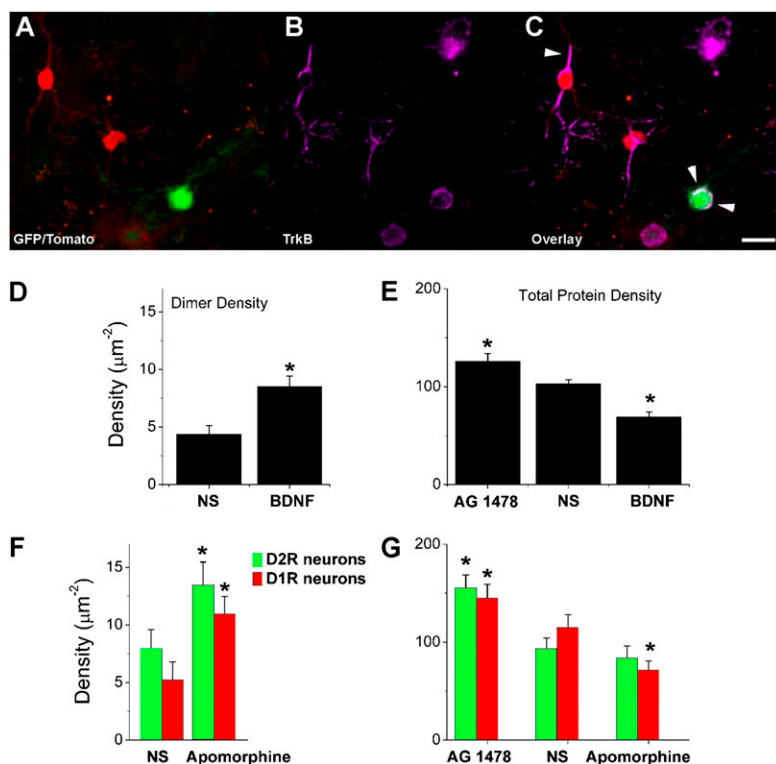 A
B
C
GFP/Tomato
TrkB
Overlay
D
Dimer Density
Density (μm⁻²)
15
10
5
0
*
NS
BDNF
E
Total Protein Density
200
100
0
*
*
AG 1478
NS
BDNF
F
D2R neurons
D1R neurons
Density (μm⁻²)
15
10
5
0
*
*
NS
Apomorphine
G
200
100
0
*
*
*
AG 1478
NS
Apomorphine